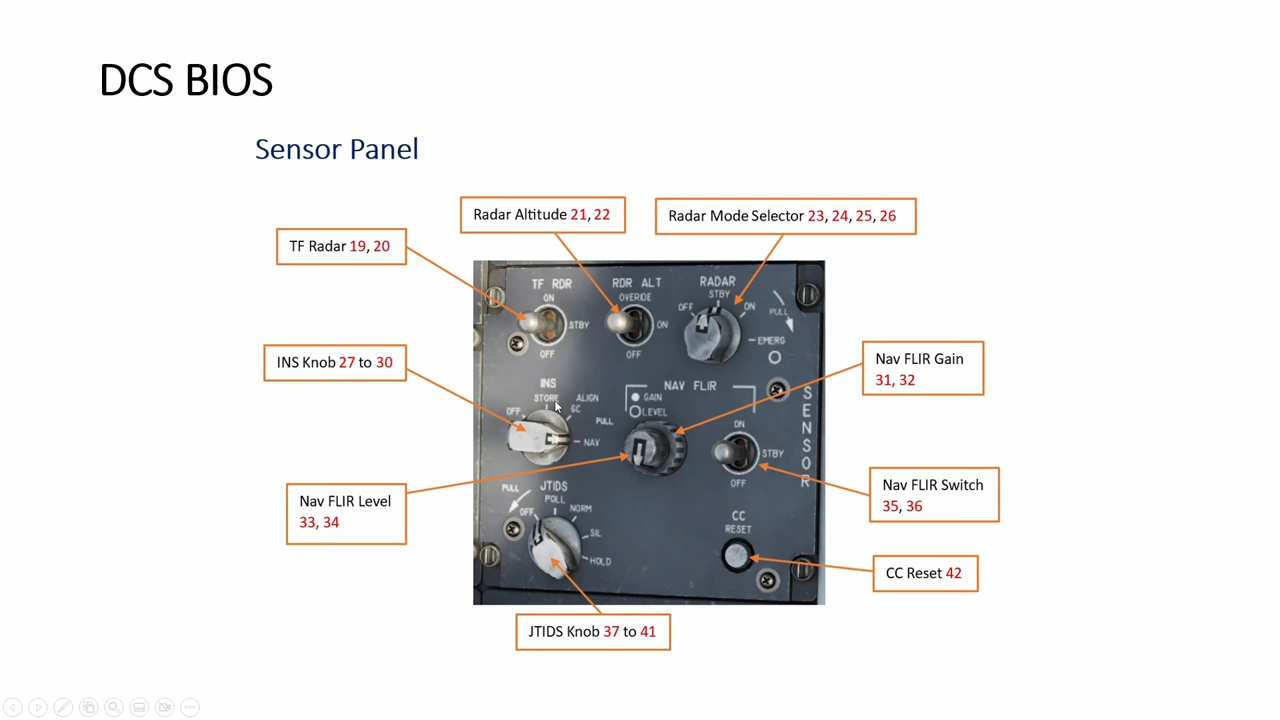 DCS BIOS
Sensor Panel
Radar Altitude 21, 22
Radar Mode Selector 23, 24, 25, 26
TF Radar 19, 20
INS Knob 27 to 30
Nav FLIR Gain
31, 32
Nav FLIR Level
33, 34
Nav FLIR Switch
35, 36
CC Reset 42
JTIDS Knob 37 to 41
TF RDR
ON
STBY
OFF
RDR ALT
OVERIDE
ON
OFF
RADAR
STBY
OFF
ON
PULL
EMERG
INS
STORE
ALIGN
OFF
GC
PULL
NAV
NAV FLIR
GAIN
LEVEL
ON
STBY
OFF
SENSOR
PULL
JTIDS
POLL
OFF
NORM
SIL
HOLD
CC
RESET